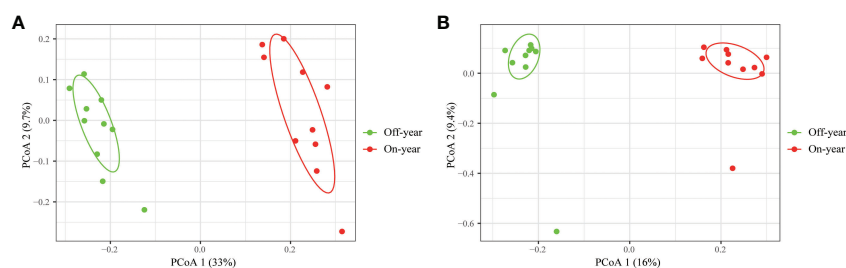 A
0.2
0.1
−0.0
−0.1
−0.2
PCoA 2 (9.7%)
−0.2
0.0
0.2
PCoA 1 (33%)
Off-year
On-year
B
0.0
−0.2
−0.4
−0.6
PCoA 2 (9.4%)
−0.2
0.0
0.2
PCoA 1 (16%)
Off-year
On-year